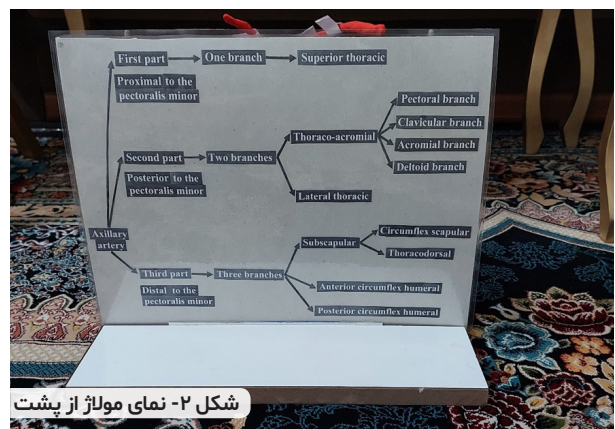 First part
One branch
Superior thoracic
Proximal to the
pectoralis minor
Pectoral branch
Clavicular branch
Thoraco-acromial
Acromial branch
Second part
Two branches
Deltoid branch
Posterior to the
pectoralis minor
Lateral thoracic
Axillary
artery
Circumflex scapular
Subscapular
Thoracodorsal
Third part
Three branches
Distal to the
pectoralis minor
Anterior circumflex humeral
Posterior circumflex humeral
شکل ۲- نمای مولاژ از پشت